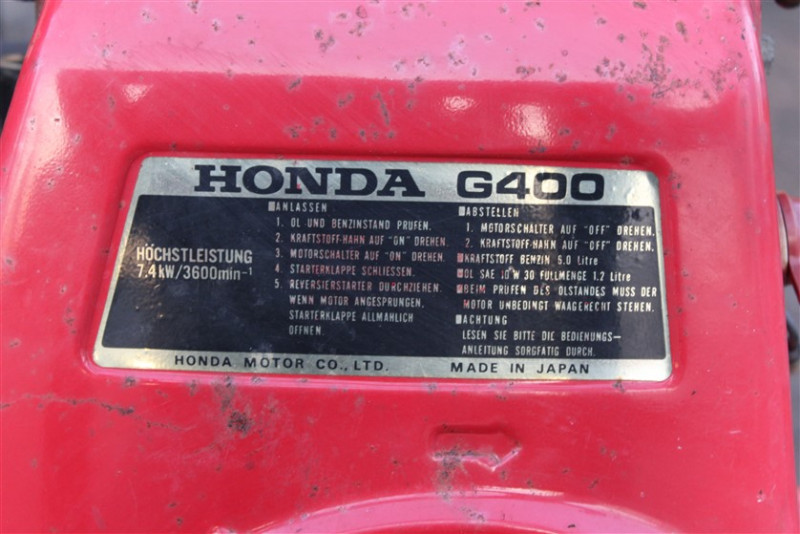 HONDA G400
HÖCHSTLEISTUNG
7.4kW/3600min-1
■ANLASSEN
1. OL UND BENZINSTAND PRUFEN.
2. KRAFTSTOFF-HAHN AUF "ON" DREHEN.
3. MOTORSCHALTER AUF "ON" DREHEN.
4. STARTERKLAPPE SCHLIESSEN.
5. REVERSIERSTARTER DURCHZIEHEN.
WENN MOTOR ANGESPRUNGEN,
STARTERKLAPPE ALLMAHLICH
OFFNEN.
■ABSTELLEN
1. MOTORSCHALTER AUF "OFF" DREHEN.
2. KRAFTSTOFF-HAHN AUF "OFF" DREHEN.
■KRAFTSTOFF BENZIN 6.0 Litre
■OL SAE 10 W 30 FULLMENGE 1.2 Litre
■BEIM PRUFEN DES OLSTANDES MUSS DER
MOTOR UNBEDINGT WAAGERECHT STEHEN.
■ACHTUNG
LESEN SIE BITTE DIE BEDIENUNGS-
ANLEITUNG SORGFATIG DURCH.
HONDA MOTOR CO., LTD. MADE IN JAPAN